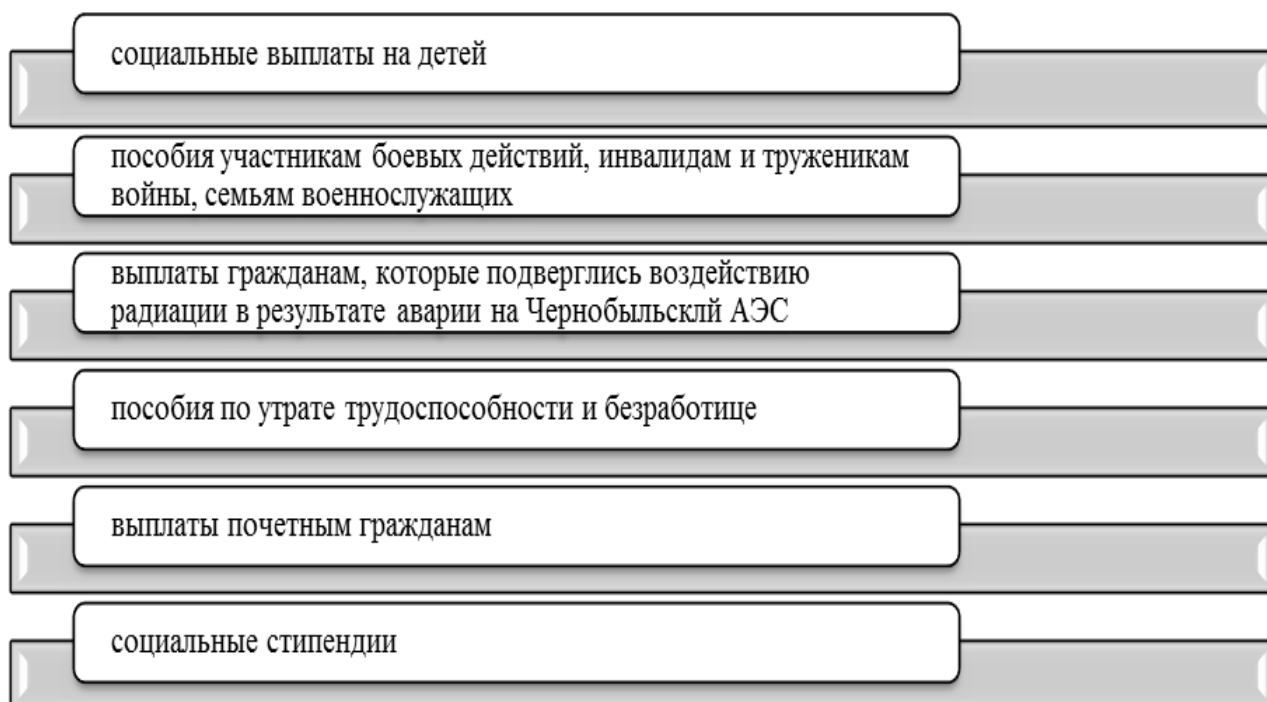 социальные выплаты на детей
пособия участникам боевых действий, инвалидам и труженикам
войны, семьям военнослужащих
выплаты гражданам, которые подверглись воздействию
радиации в результате аварии на Чернобыльсклй АЭС
пособия по утрате трудоспособности и безработице
выплаты почетным гражданам
социальные стипендии